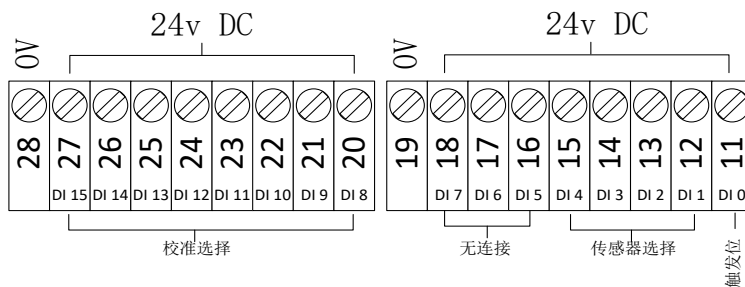 24v DC
24v DC
0V
0V
28 27 26 25 24 23 22 21 20
19 18 17 16 15 14 13 12 11
DI 15 DI 14 DI 13 DI 12 DI 11 DI 10 DI 9 DI 8
DI 7 DI 6 DI 5 DI 4 DI 3 DI 2 DI 1 DI 0
校准选择
无连接
传感器选择
触发位